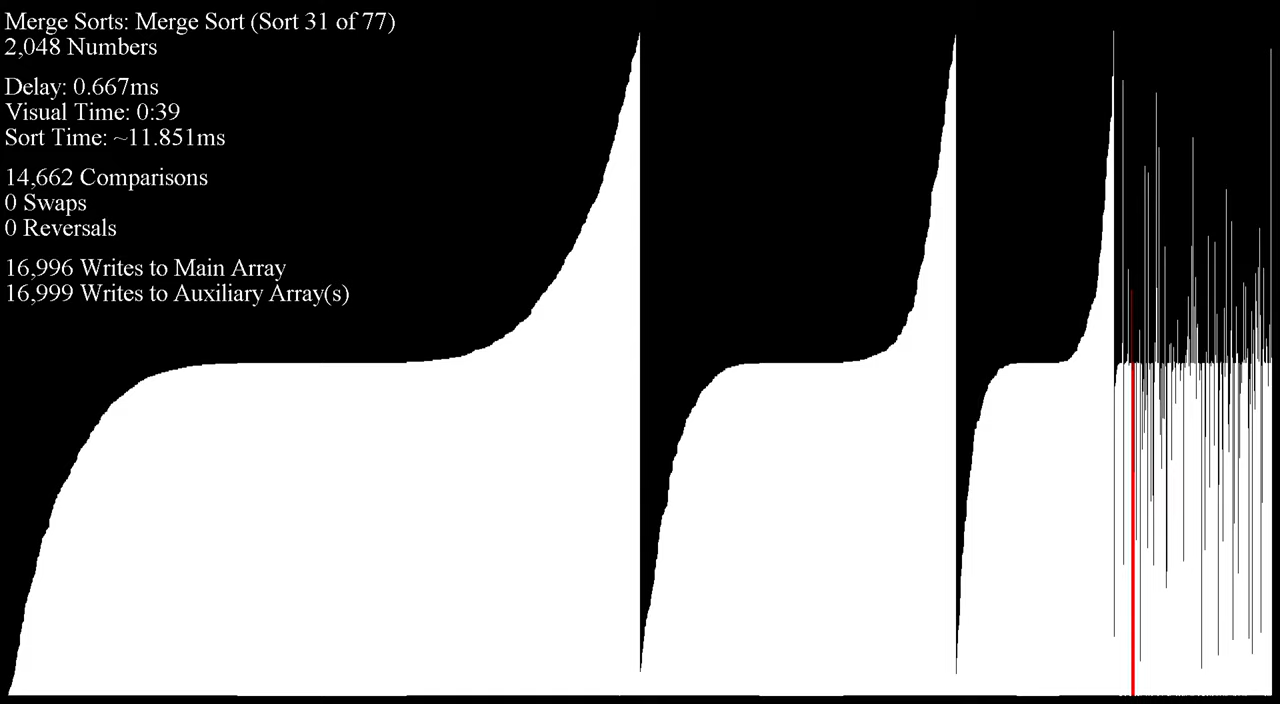 Merge Sorts: Merge Sort (Sort 31 of 77)
2,048 Numbers
Delay: 0.667ms
Visual Time: 0:39
Sort Time: ~11.851ms
14,662 Comparisons
0 Swaps
0 Reversals
16,996 Writes to Main Array
16,999 Writes to Auxiliary Array(s)